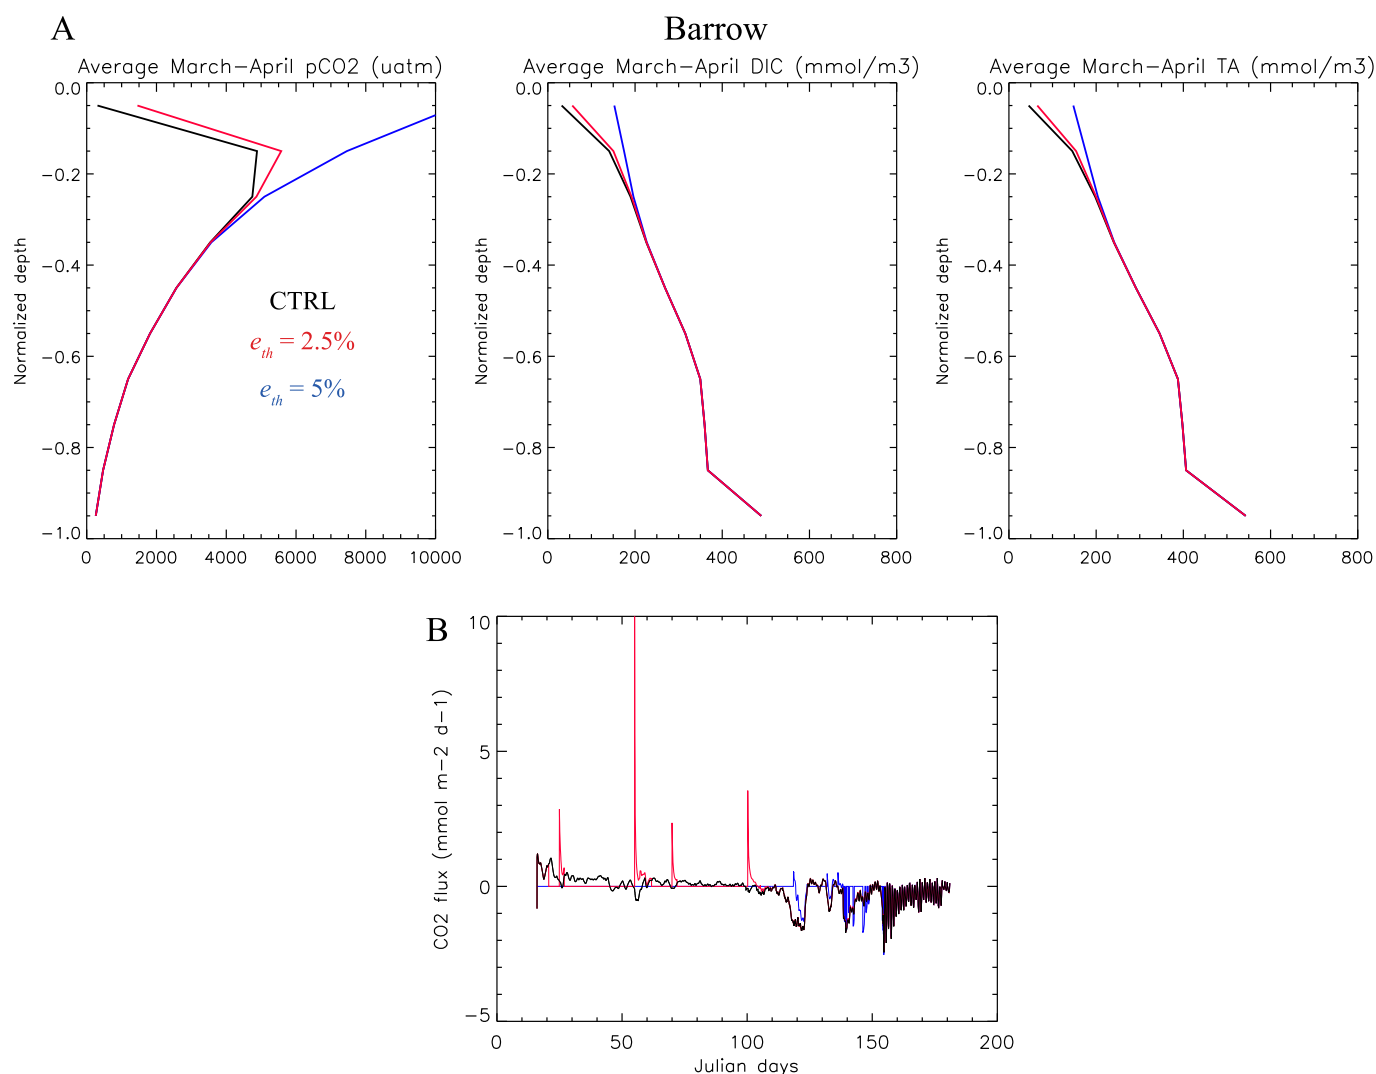 A
Barrow
Average March-April pCO2 (uatm)
Average March-April DIC (mmol/m3)
Average March-April TA (mmol/m3)
0.0
-0.2
-0.4
-0.6
-0.8
-1.0
Normalized depth
0 2000 4000 6000 8000 10000
CTRL
eth = 2.5%
eth = 5%
0.0
-0.2
-0.4
-0.6
-0.8
-1.0
Normalized depth
0 200 400 600 800
0.0
-0.2
-0.4
-0.6
-0.8
-1.0
Normalized depth
0 200 400 600 800
B
10
5
0
-5
CO2 flux (mmol m-2 d-1)
0 50 100 150 200
Julian days